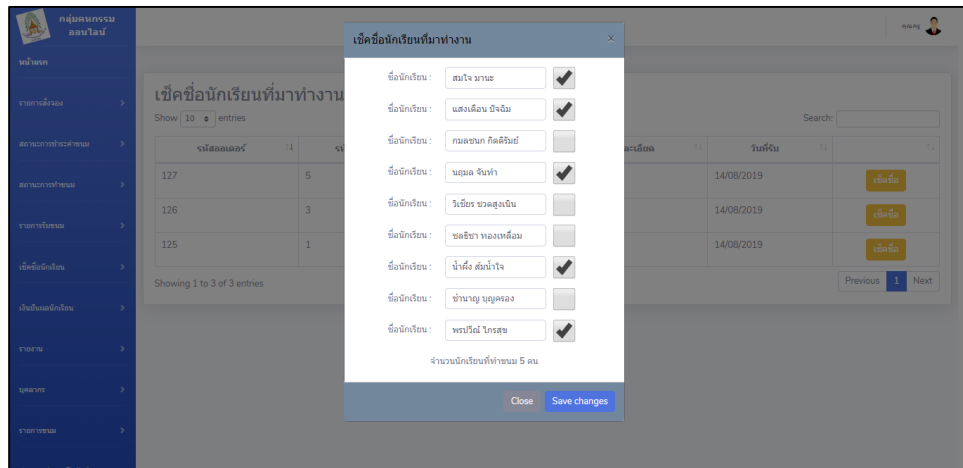 กลุ่มคนกรรม
ออนไลน์
คุณครู
หน้าแรก
รายการสั่งจอง
สถานะการชำระค่าขนม
สถานะการทำขนม
รายการรับขนม
เช็คชื่อนักเรียน
เงินปันผลนักเรียน
รายงาน
บุคลากร
รายการขนม
เช็คชื่อนักเรียนที่มาทำงาน
Show 10 entries
Search:
รหัสออเดอร์
วันที่รับ
127 5 14/08/2019 เช็คชื่อ
126 3 14/08/2019 เช็คชื่อ
125 1 14/08/2019 เช็คชื่อ
Showing 1 to 3 of 3 entries
Previous 1 Next
เช็คชื่อนักเรียนที่มาทำงาน ×
ชื่อนักเรียน : สมใจ มานะ
ชื่อนักเรียน : แสงเดือน ปัจฉิม
ชื่อนักเรียน : กมลชนก กิตติรัมย์
ชื่อนักเรียน : นฤมล จันทำ
ชื่อนักเรียน : วิเชียร ชวดสูงเนิน
ชื่อนักเรียน : ชลธิชา ทองเหลื่อม
ชื่อนักเรียน : น้ำผึ้ง ส้มน้ำใจ
ชื่อนักเรียน : ชำนาญ บุญครอง
ชื่อนักเรียน : พรปวีณ์ ไกรสุข
จำนวนนักเรียนที่ทำขนม 5 คน
Close Save changes